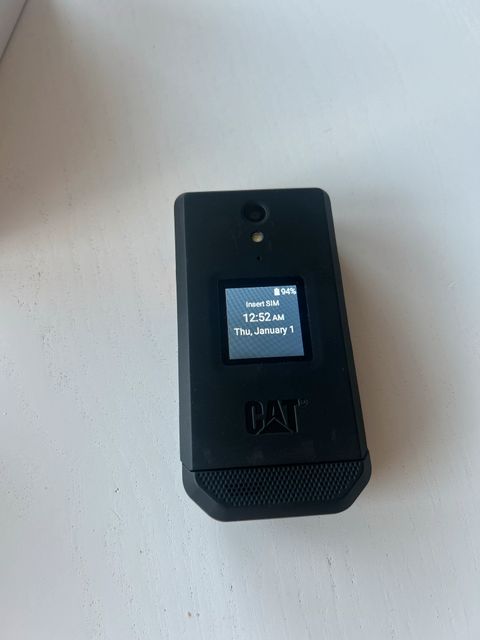 94%
Insert SIM
12:52 AM
Thu, January 1
CAT